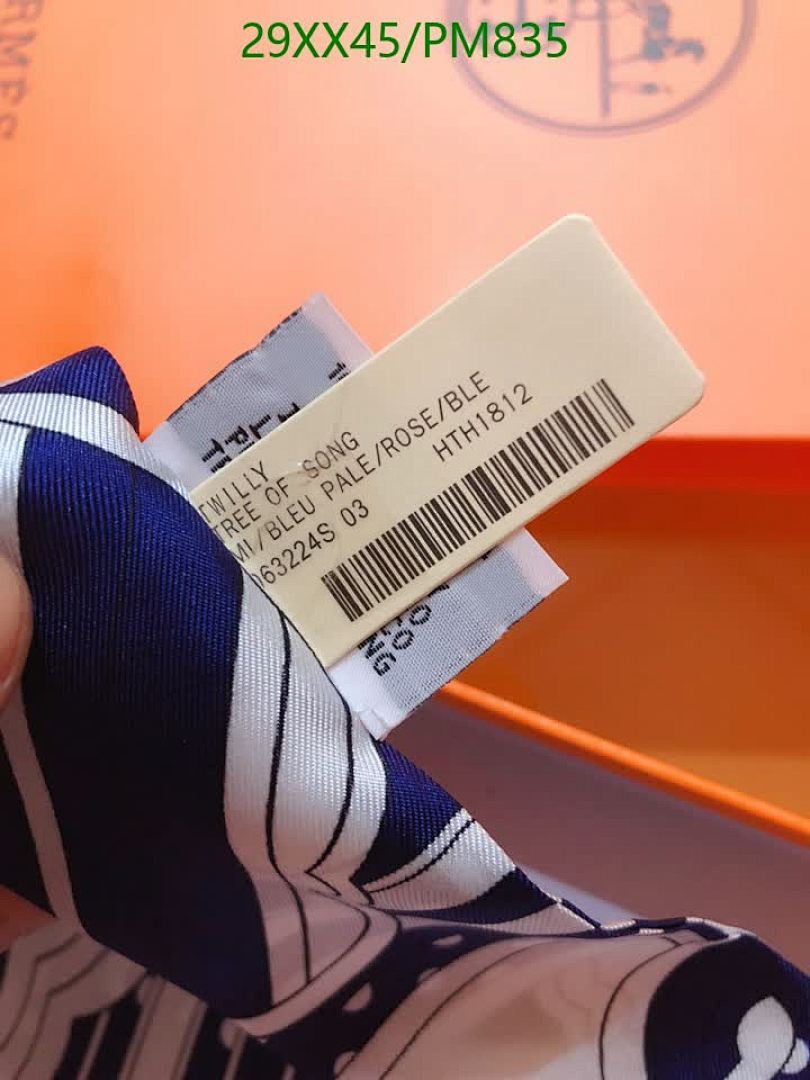 29XX45/PM835
TWILLY
TREE OF SONG
MI/BLEU PALE/ROSE/BLE
063224S 03
HTH1812